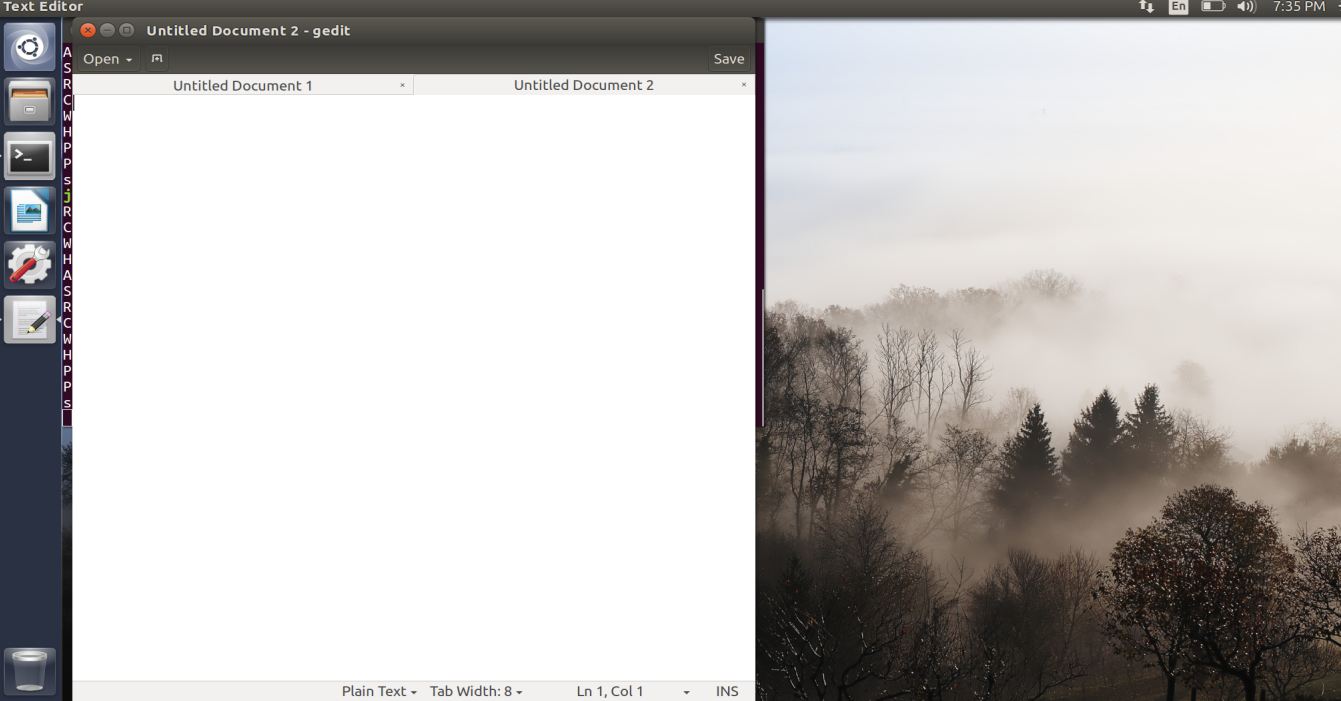 Text Editor
En
7:35 PM
Untitled Document 2 - gedit
Open
Save
Untitled Document 1 ×
Untitled Document 2 ×
A
S
R
C
W
H
P
P
s
j
R
C
W
H
A
S
R
C
W
H
P
P
s
>_
Plain Text Tab Width: 8 Ln 1, Col 1 INS